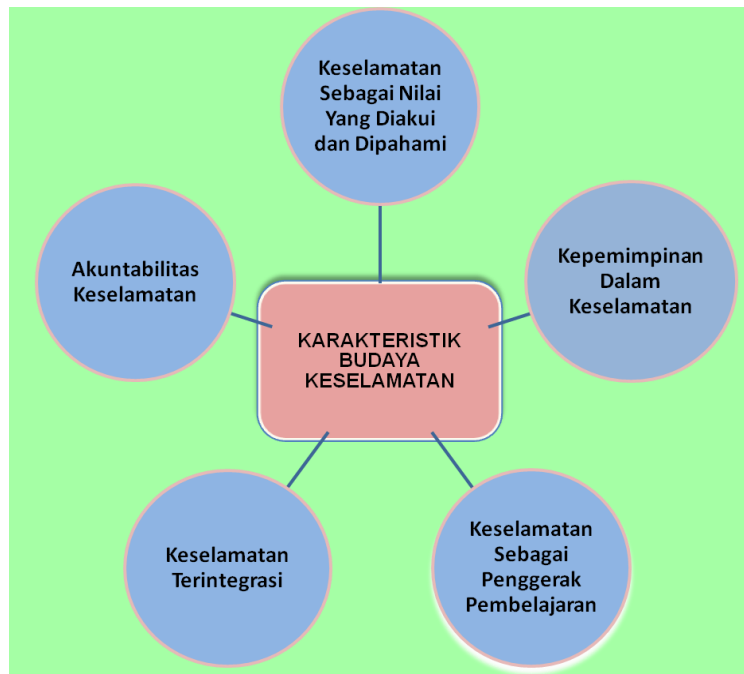 Keselamatan
Sebagai Nilai
Yang Diakui
dan Dipahami
Akuntabilitas
Keselamatan
Kepemimpinan
Dalam
Keselamatan
KARAKTERISTIK
BUDAYA
KESELAMATAN
Keselamatan
Terintegrasi
Keselamatan
Sebagai
Penggerak
Pembelajaran